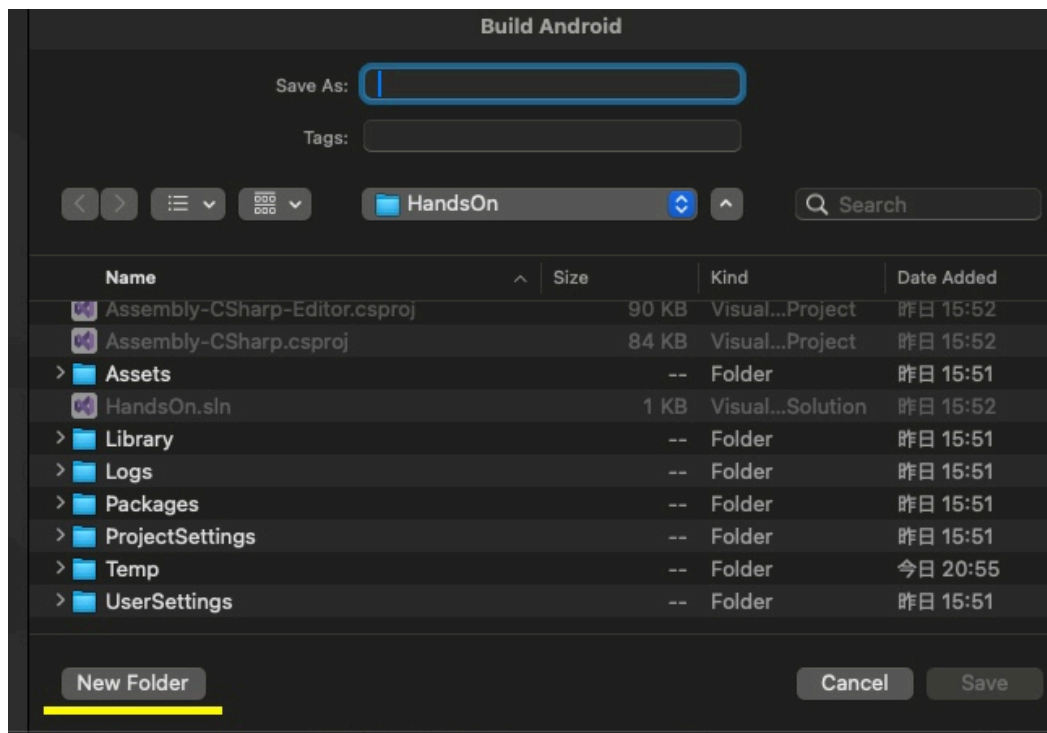 Build Android
Save As:
Tags:
HandsOn
Search
Name Size Kind Date Added
Assembly-CSharp-Editor.csproj 90 KB Visual...Project 昨日 15:52
Assembly-CSharp.csproj 84 KB Visual...Project 昨日 15:52
Assets -- Folder 昨日 15:51
HandsOn.sln 1 KB Visual...Solution 昨日 15:52
Library -- Folder 昨日 15:51
Logs -- Folder 昨日 15:51
Packages -- Folder 昨日 15:51
ProjectSettings -- Folder 昨日 15:51
Temp -- Folder 今日 20:55
UserSettings -- Folder 昨日 15:51
New Folder Cancel Save